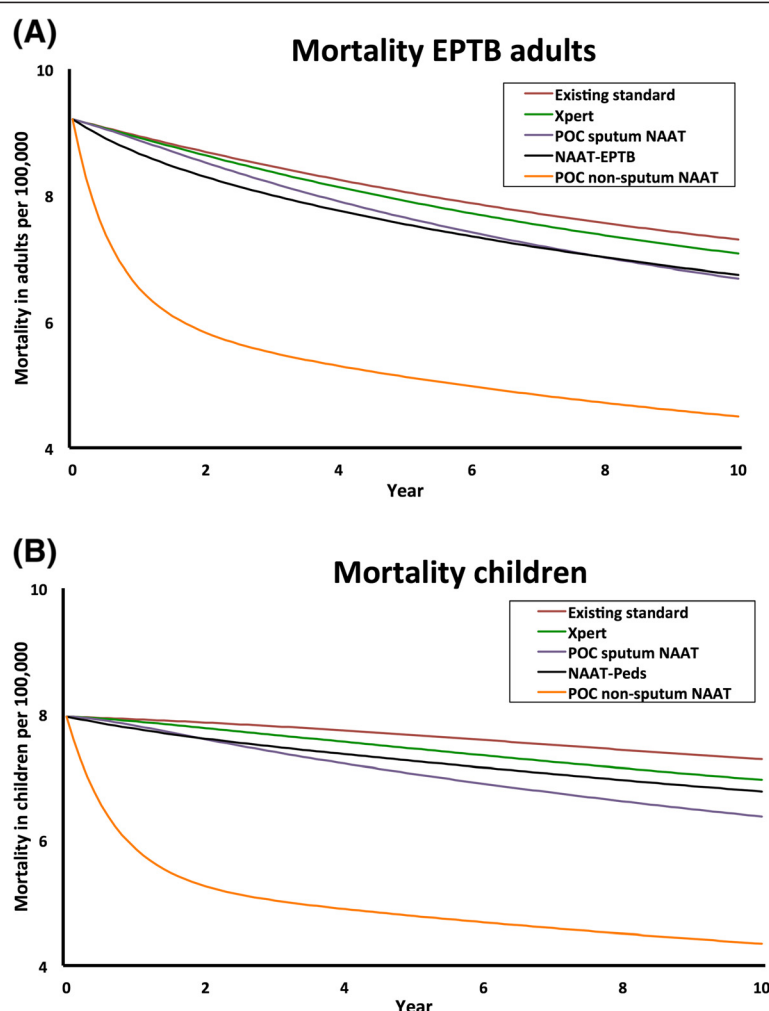 (A)
Mortality EPTB adults
10
8
6
4
Mortality in adults per 100,000
Existing standard
Xpert
POC sputum NAAT
NAAT-EPTB
POC non-sputum NAAT
0 2 4 6 8 10
Year
(B)
Mortality children
10
8
6
4
Mortality in children per 100,000
Existing standard
Xpert
POC sputum NAAT
NAAT-Peds
POC non-sputum NAAT
0 2 4 6 8 10
Year